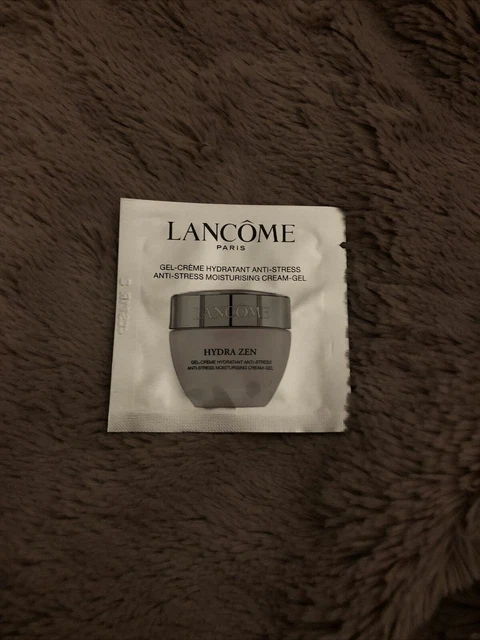 LANCÔME
PARIS
GEL-CRÈME HYDRATANT ANTI-STRESS
ANTI-STRESS MOISTURISING CREAM-GEL
LANCÔME
HYDRA ZEN
GEL-CRÈME HYDRATANT ANTI-STRESS
ANTI-STRESS MOISTURISING CREAM-GEL